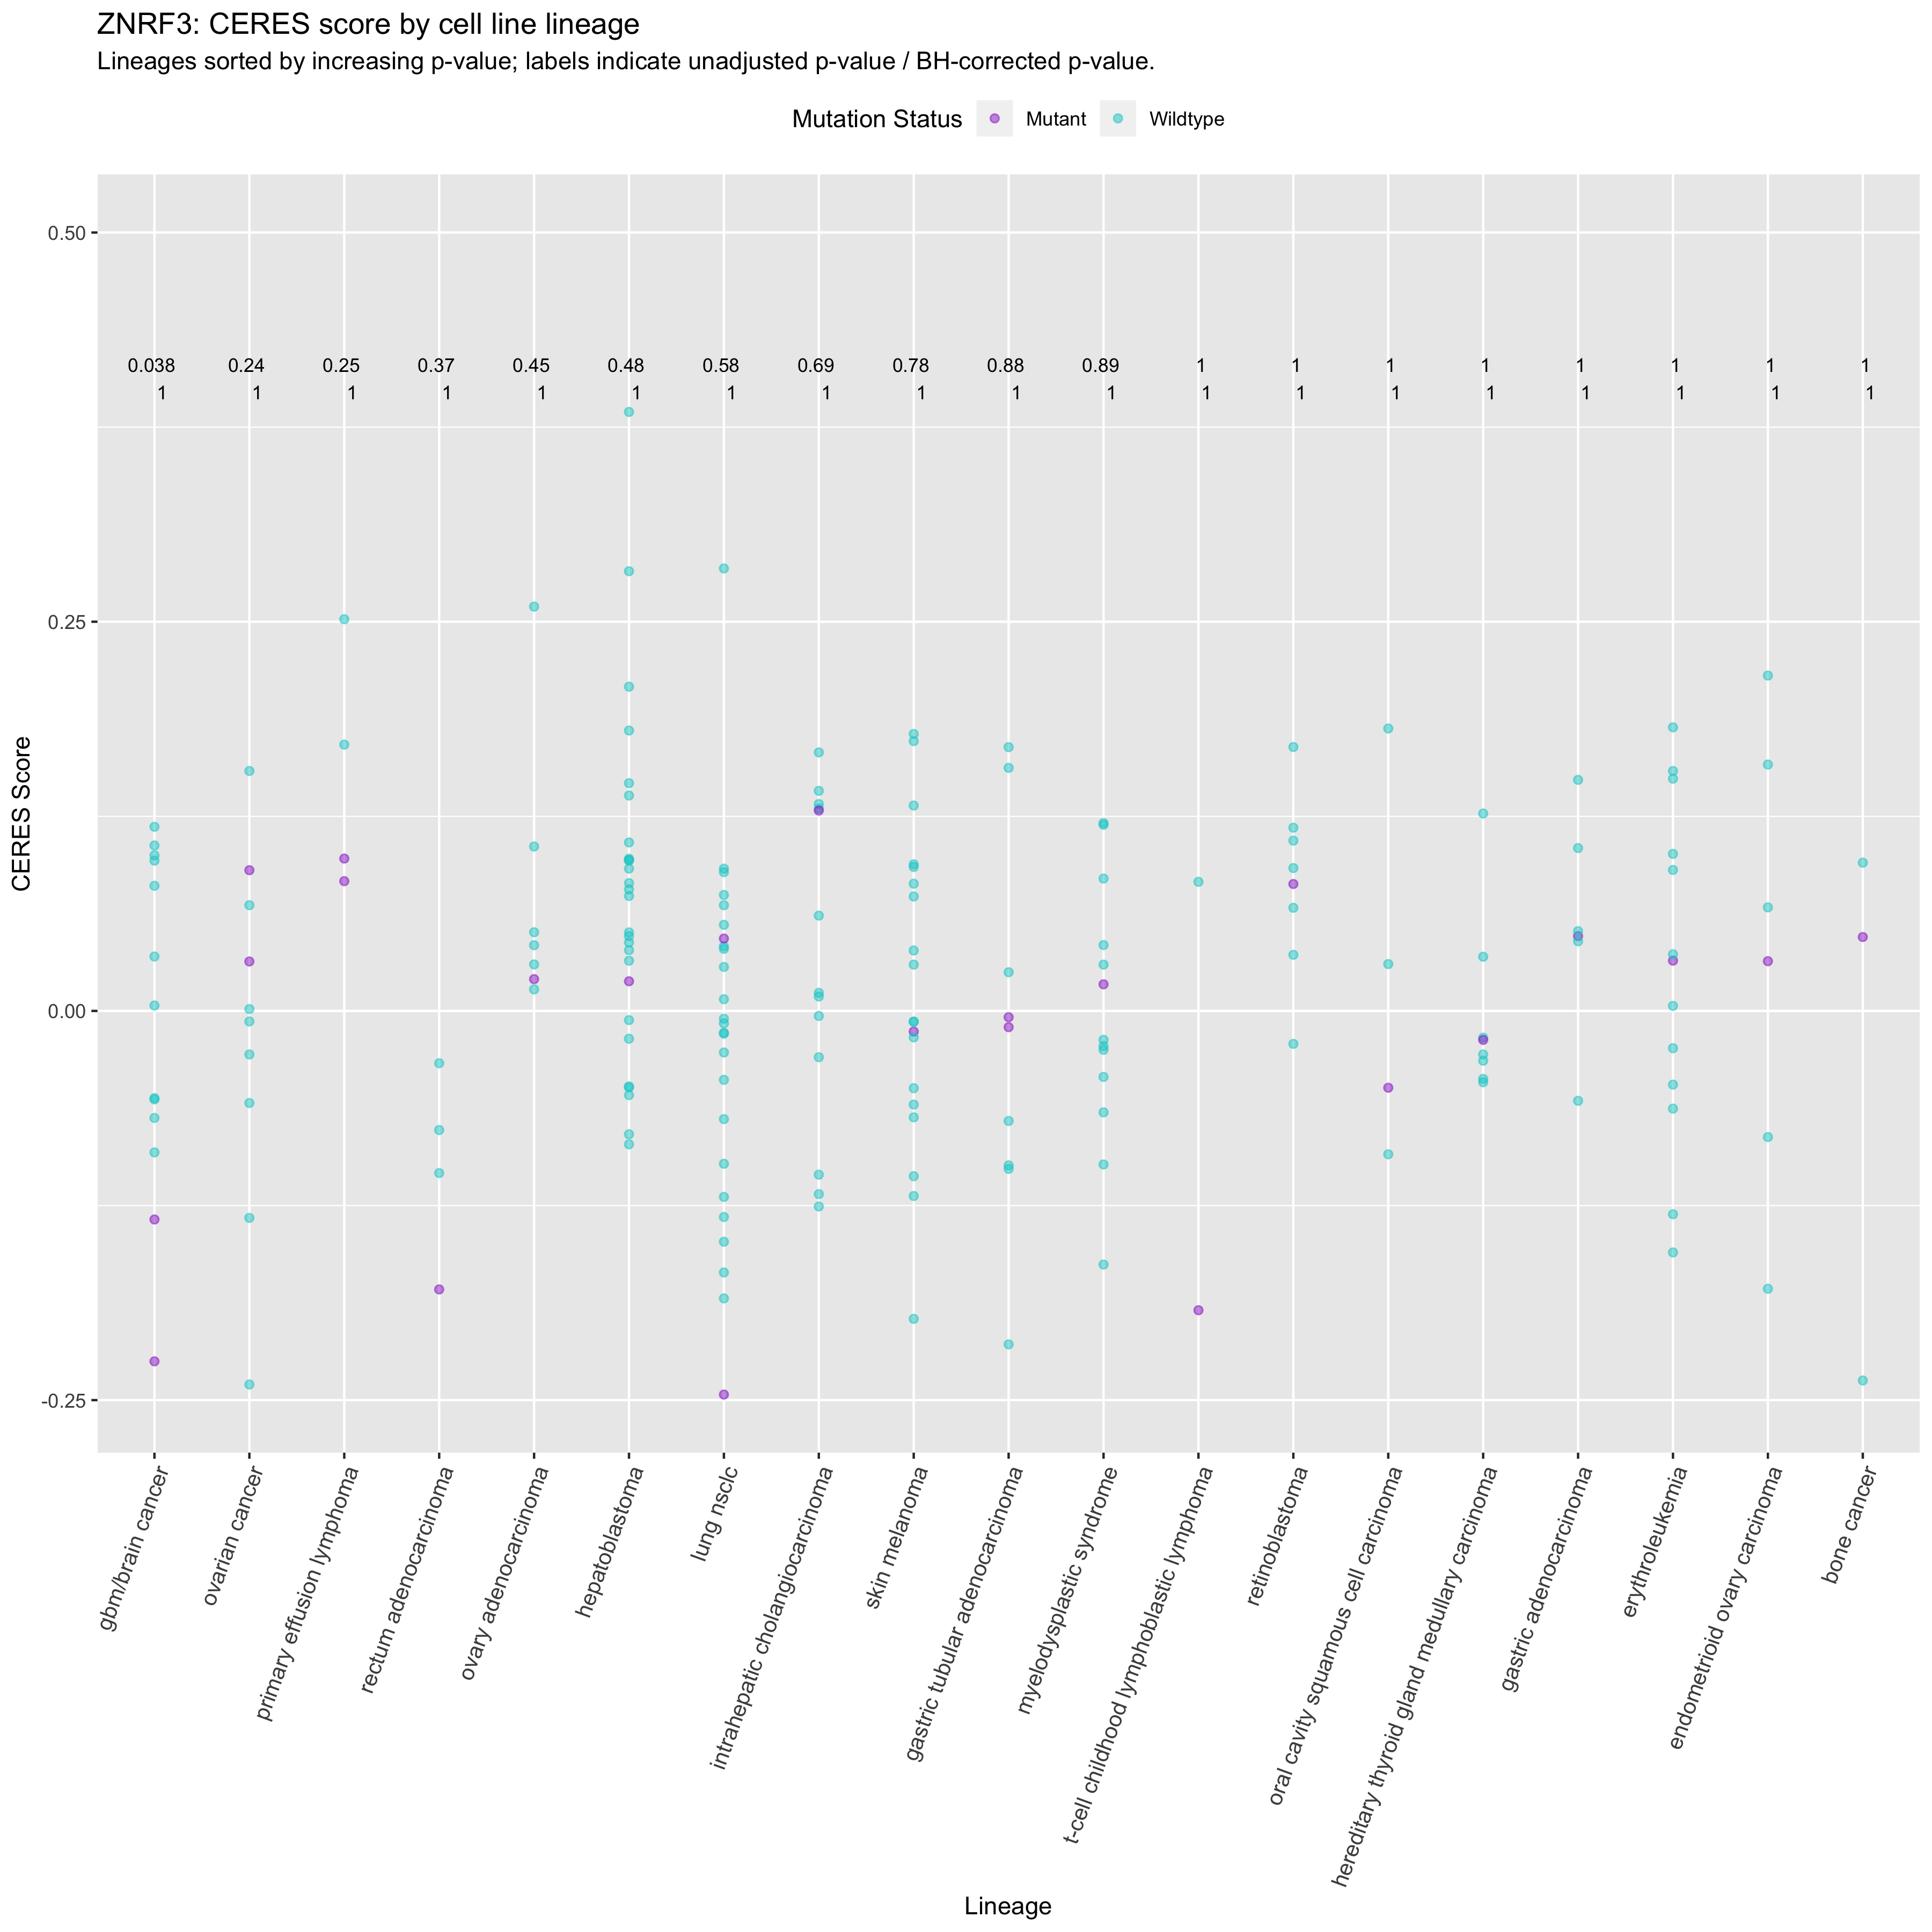 ZNRF3: CERES score by cell line lineage
Lineages sorted by increasing p-value; labels indicate unadjusted p-value / BH-corrected p-value.
Mutation Status Mutant Wildtype
0.50
0.038 0.24 0.25 0.37 0.45 0.48 0.58 0.69 0.78 0.88 0.89 1 1 1 1 1 1 1 1
1 1 1 1 1 1 1 1 1 1 1 1 1 1 1 1 1 1 1
0.25
0.00
-0.25
CERES Score
gbm/brain cancer
ovarian cancer
primary effusion lymphoma
rectum adenocarcinoma
ovary adenocarcinoma
hepatoblastoma
lung nsclc
intrahepatic cholangiocarcinoma
skin melanoma
gastric tubular adenocarcinoma
myelodysplastic syndrome
t-cell childhood lymphoblastic lymphoma
retinoblastoma
oral cavity squamous cell carcinoma
hereditary thyroid gland medullary carcinoma
gastric adenocarcinoma
erythroleukemia
endometrioid ovary carcinoma
bone cancer
Lineage